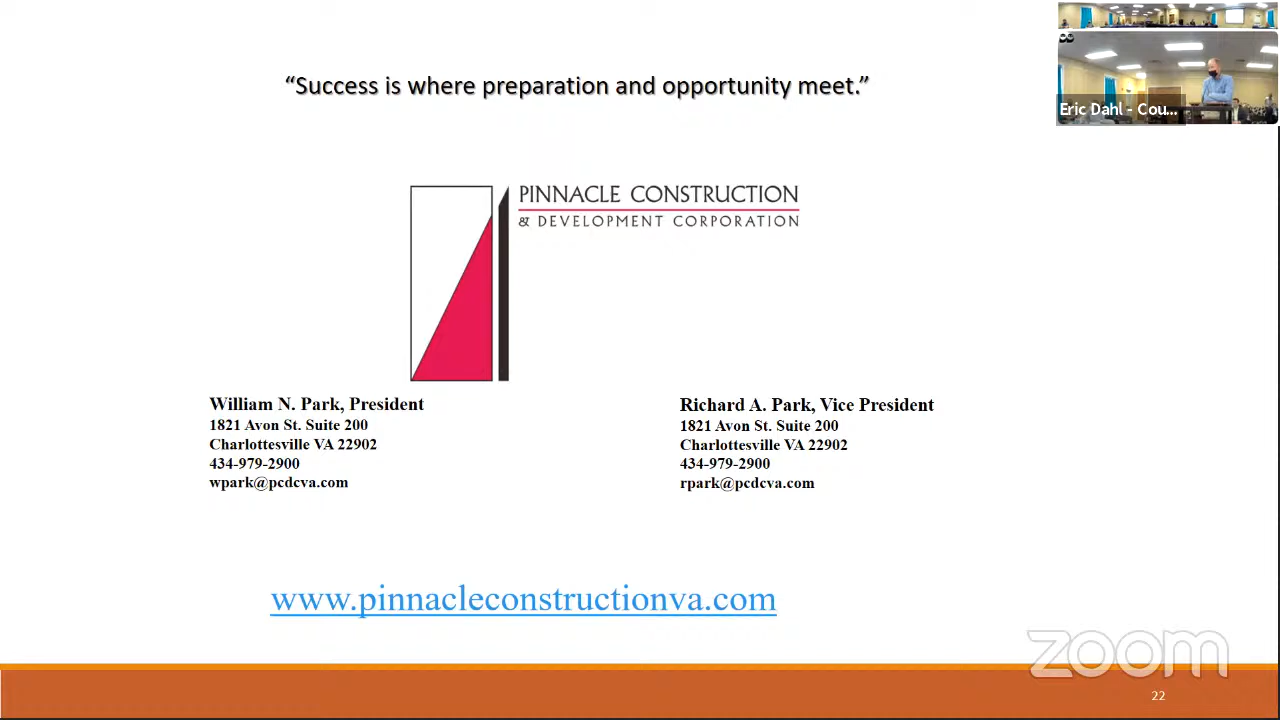 “Success is where preparation and opportunity meet.”
Eric Dahl - Cou...
PINNACLE CONSTRUCTION
& DEVELOPMENT CORPORATION
William N. Park, President
1821 Avon St. Suite 200
Charlottesville VA 22902
434-979-2900
wpark@pcdcva.com
Richard A. Park, Vice President
1821 Avon St. Suite 200
Charlottesville VA 22902
434-979-2900
rpark@pcdcva.com
www.pinnacleconstructionva.com
zoom
22